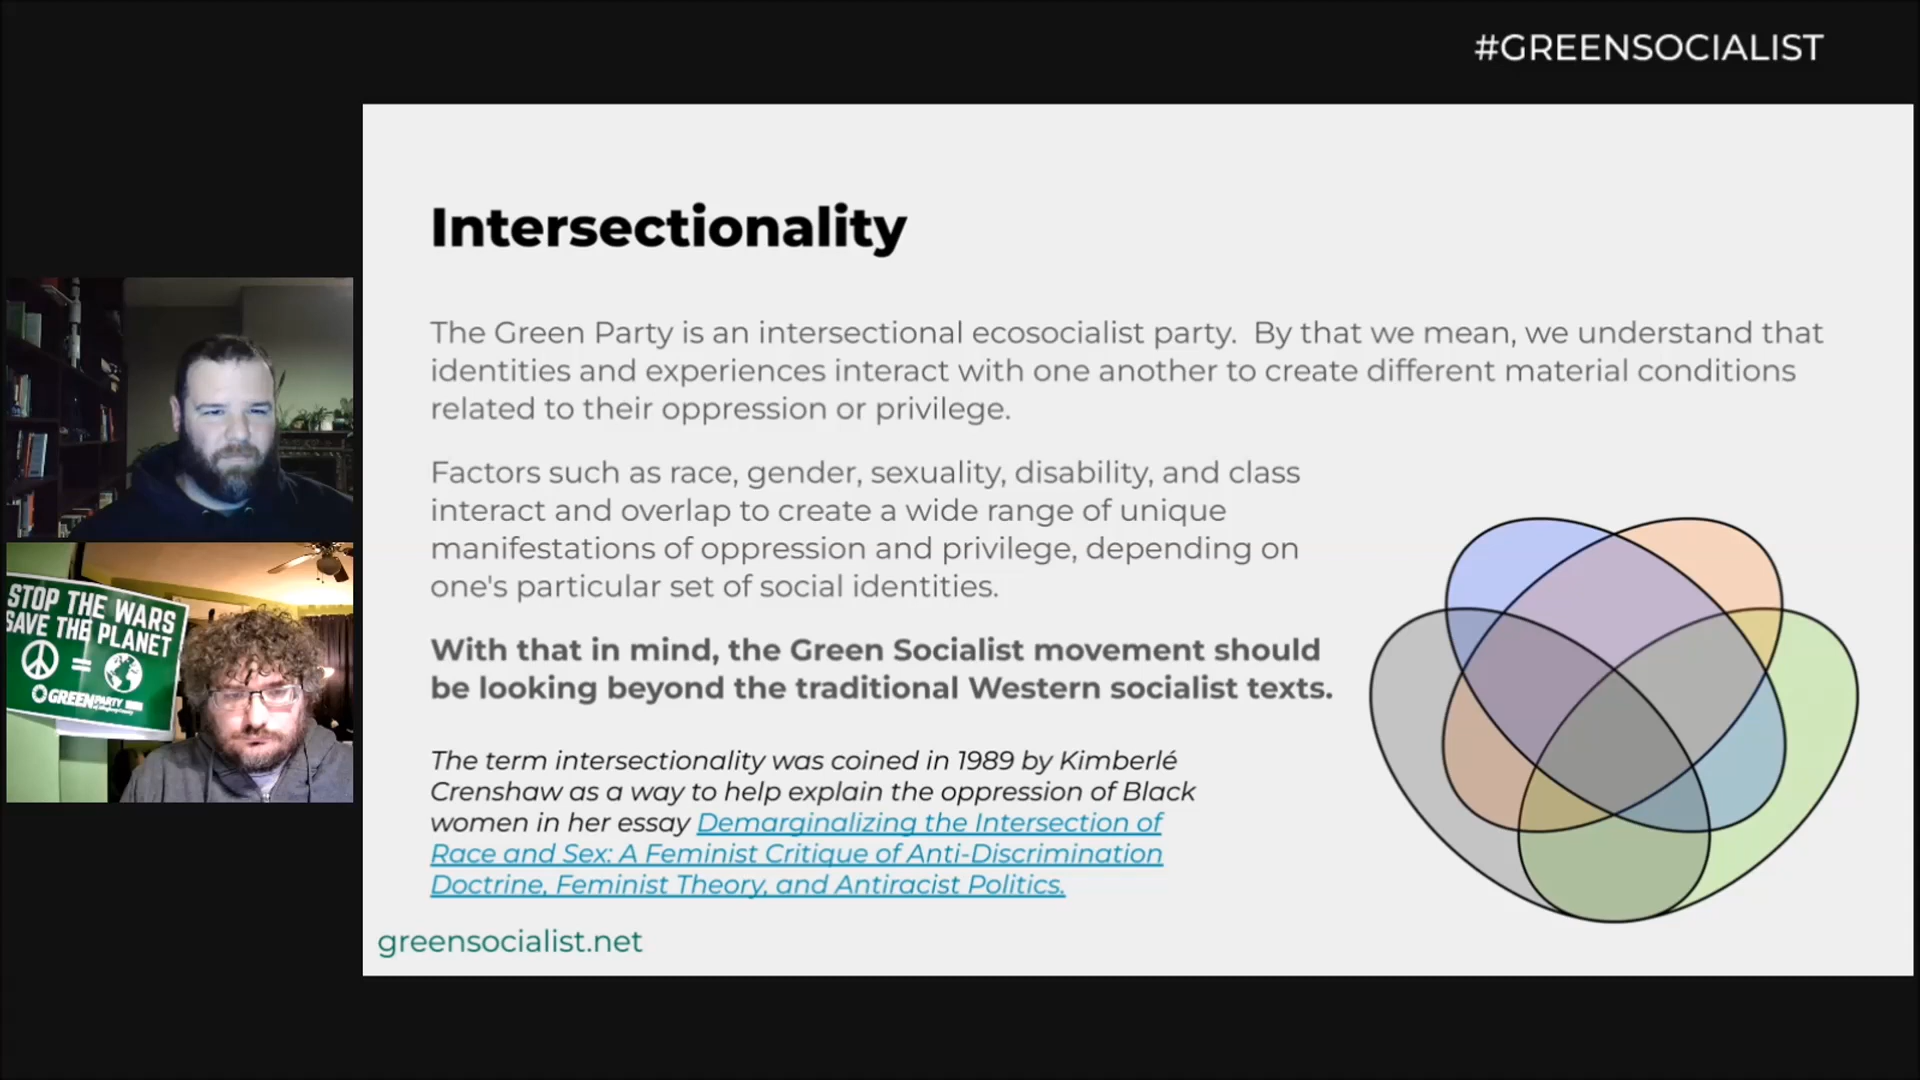 #GREENSOCIALIST
Intersectionality
The Green Party is an intersectional ecosocialist party.  By that we mean, we understand that
identities and experiences interact with one another to create different material conditions
related to their oppression or privilege.
Factors such as race, gender, sexuality, disability, and class
interact and overlap to create a wide range of unique
manifestations of oppression and privilege, depending on
one's particular set of social identities.
With that in mind, the Green Socialist movement should
be looking beyond the traditional Western socialist texts.
The term intersectionality was coined in 1989 by Kimberlé
Crenshaw as a way to help explain the oppression of Black
women in her essay Demarginalizing the Intersection of
Race and Sex: A Feminist Critique of Anti-Discrimination
Doctrine, Feminist Theory, and Antiracist Politics.
greensocialist.net
STOP THE WARS
SAVE THE PLANET
=
GREENPARTY